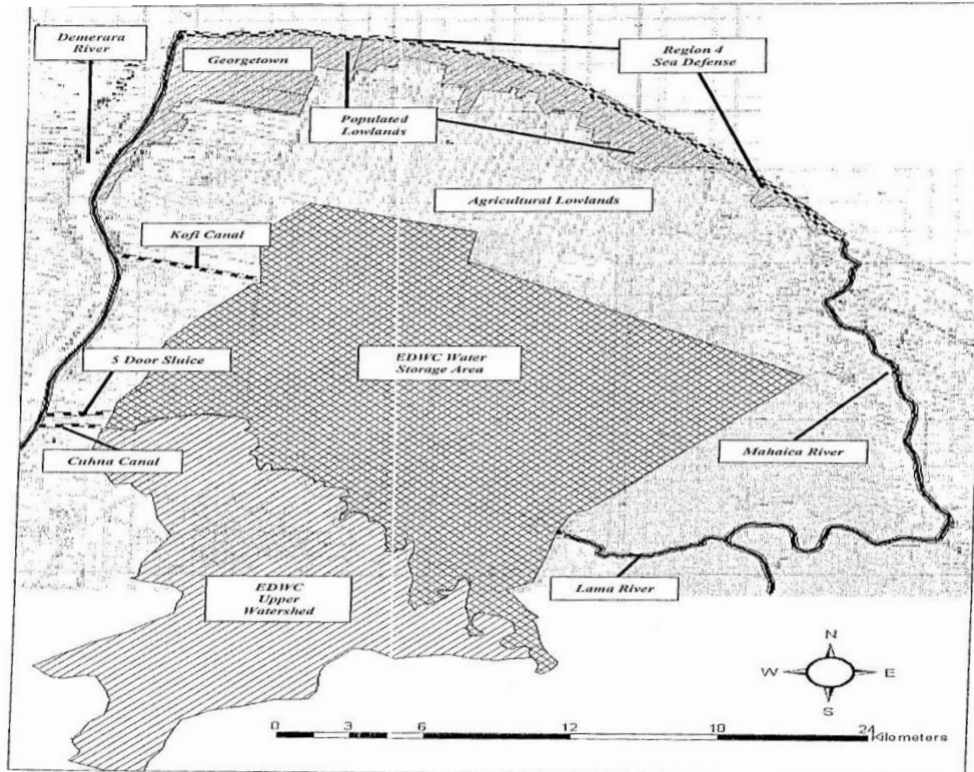 Demerara
River
Georgetown
Region 4
Sea Defense
Populated
Lowlands
Agricultural Lowlands
Kofi Canal
5 Door Sluice
EDWC Water
Storage Area
Cuhna Canal
Mahaica River
EDWC
Upper
Watershed
Lama River
N
W E
S
0 3 6 12 18 24
Kilometers